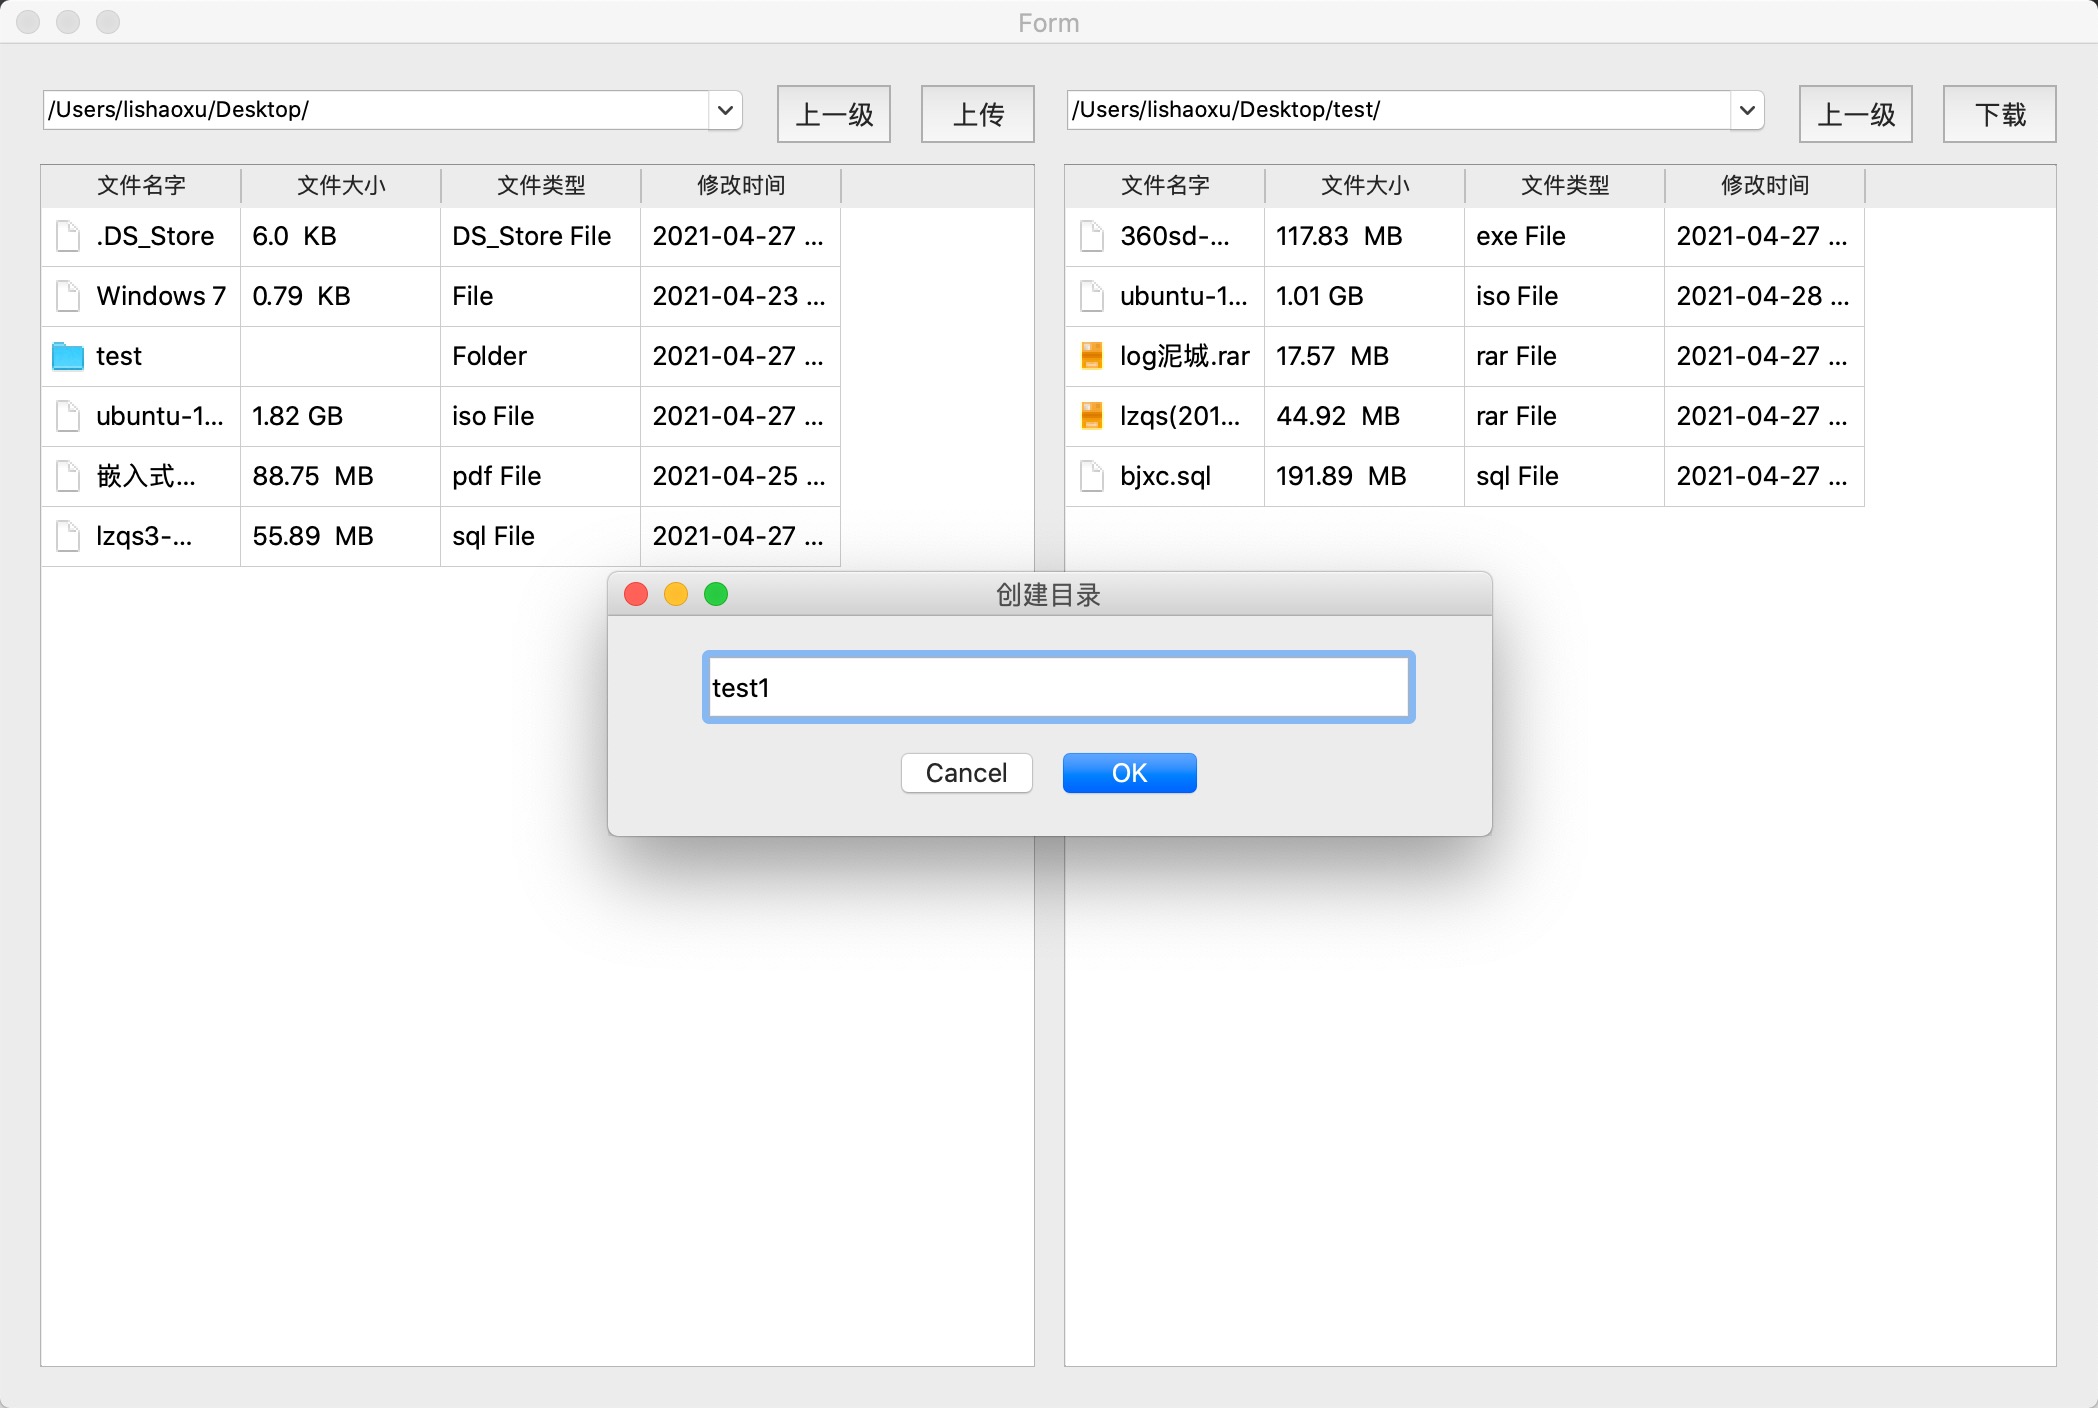 Form
/Users/lishaoxu/Desktop/ 上一级 上传 /Users/lishaoxu/Desktop/test/ 上一级 下载
文件名字 文件大小 文件类型 修改时间
.DS_Store 6.0 KB DS_Store File 2021-04-27 ...
Windows 7 0.79 KB File 2021-04-23 ...
test Folder 2021-04-27 ...
ubuntu-1... 1.82 GB iso File 2021-04-27 ...
嵌入式... 88.75 MB pdf File 2021-04-25 ...
lzqs3-... 55.89 MB sql File 2021-04-27 ...
文件名字 文件大小 文件类型 修改时间
360sd-... 117.83 MB exe File 2021-04-27 ...
ubuntu-1... 1.01 GB iso File 2021-04-28 ...
log泥城.rar 17.57 MB rar File 2021-04-27 ...
lzqs(201... 44.92 MB rar File 2021-04-27 ...
bjxc.sql 191.89 MB sql File 2021-04-27 ...
创建目录
test1
Cancel OK